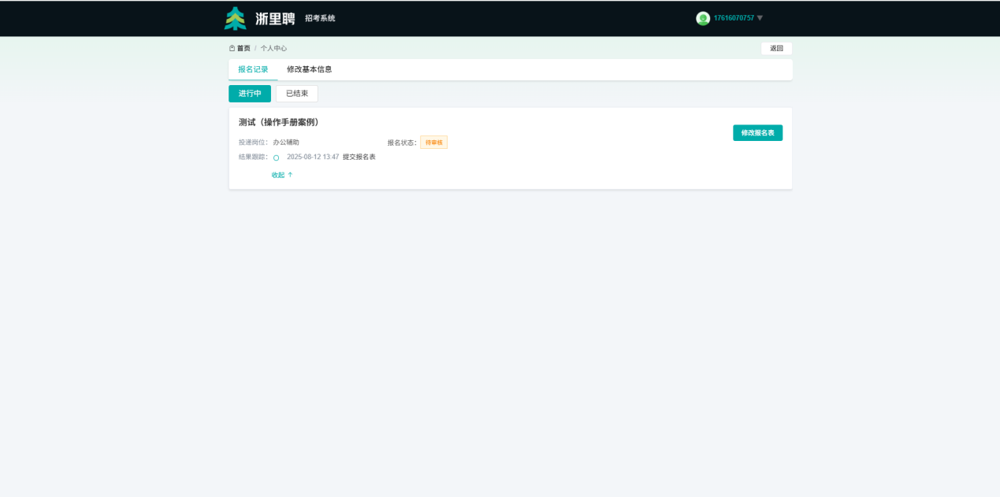 浙里聘 招考系统 17616070757
首页 / 个人中心 返回
报名记录 修改基本信息
进行中 已结束
测试（操作手册案例）
修改报名表
投递岗位： 办公辅助 报名状态： 待审核
结果跟踪： 2025-08-12 13:47 提交报名表
收起 ↑